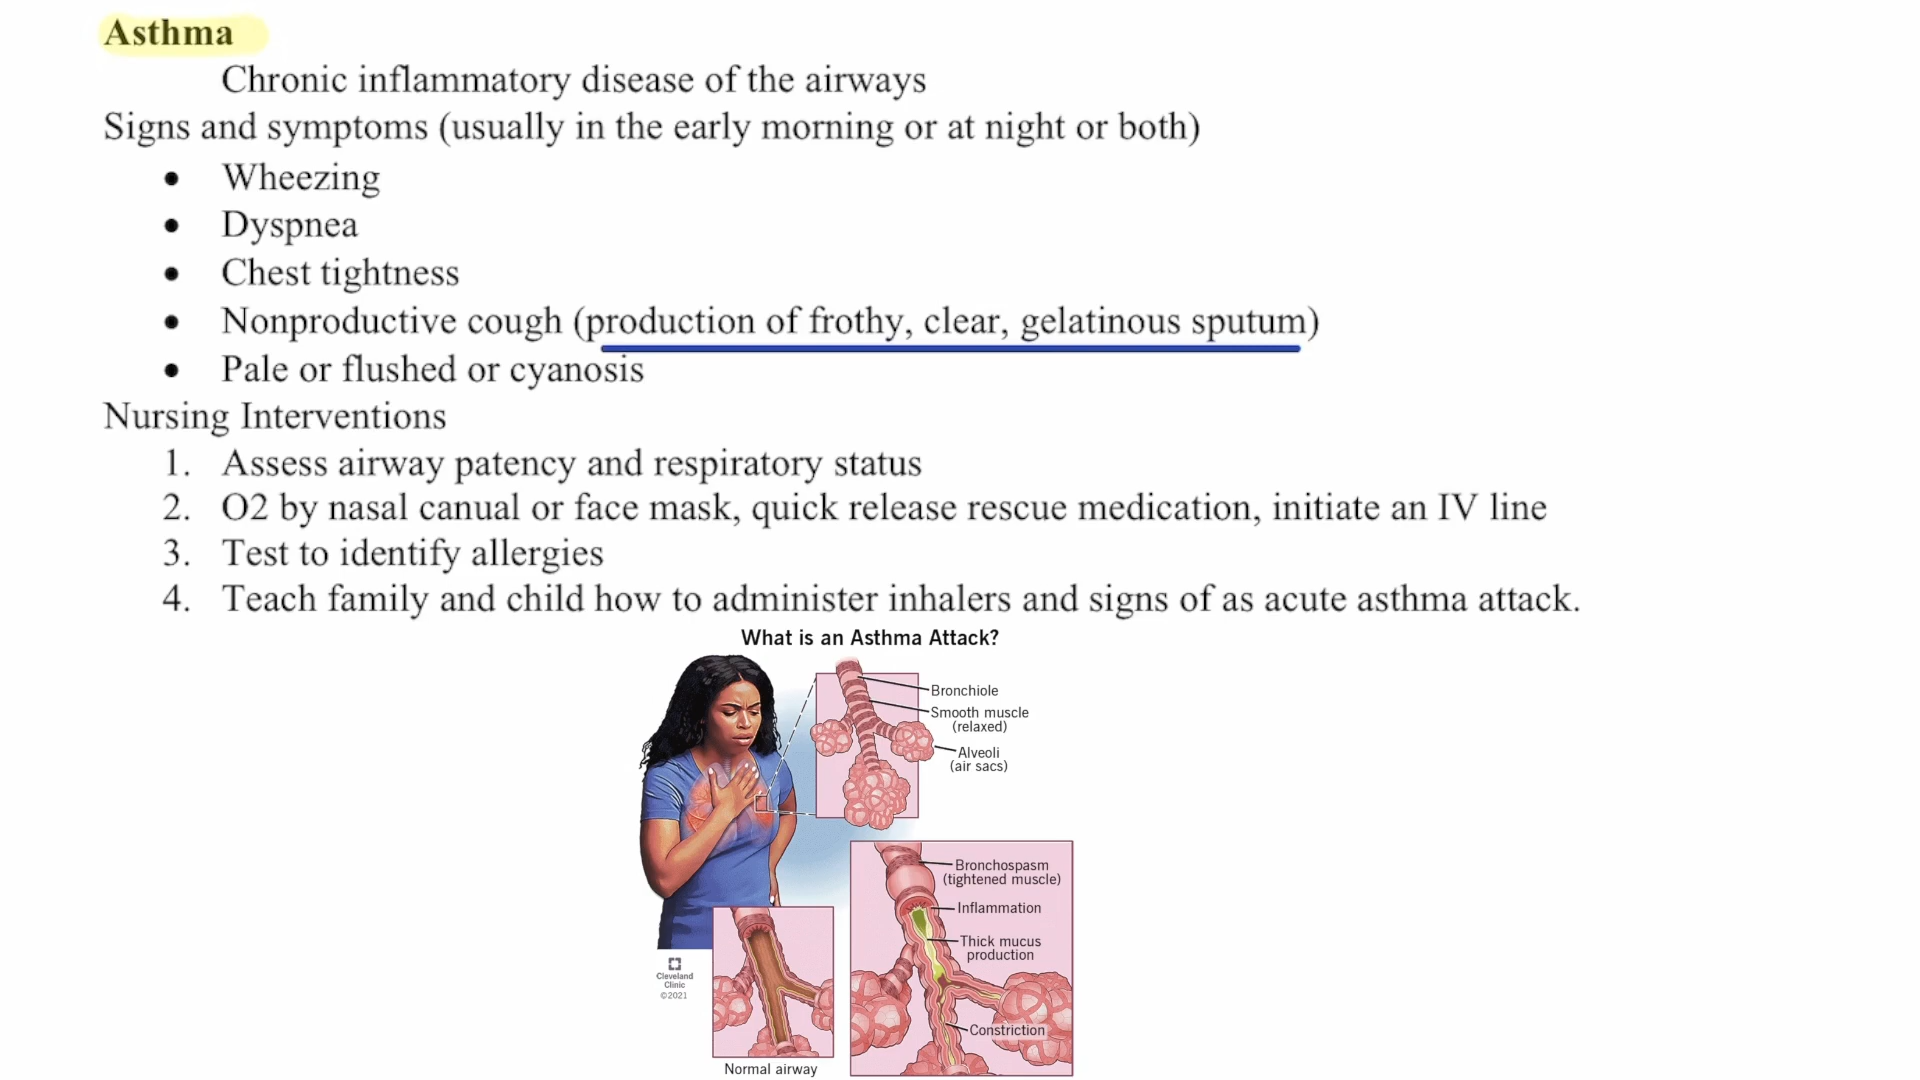 Asthma
Chronic inflammatory disease of the airways
Signs and symptoms (usually in the early morning or at night or both)
• Wheezing
• Dyspnea
• Chest tightness
• Nonproductive cough (production of frothy, clear, gelatinous sputum)
• Pale or flushed or cyanosis
Nursing Interventions
1. Assess airway patency and respiratory status
2. O2 by nasal canual or face mask, quick release rescue medication, initiate an IV line
3. Test to identify allergies
4. Teach family and child how to administer inhalers and signs of as acute asthma attack.
What is an Asthma Attack?
Bronchiole
Smooth muscle
(relaxed)
Alveoli
(air sacs)
Bronchospasm
(tightened muscle)
Inflammation
Thick mucus
production
Constriction
Cleveland
Clinic
©2021
Normal airway